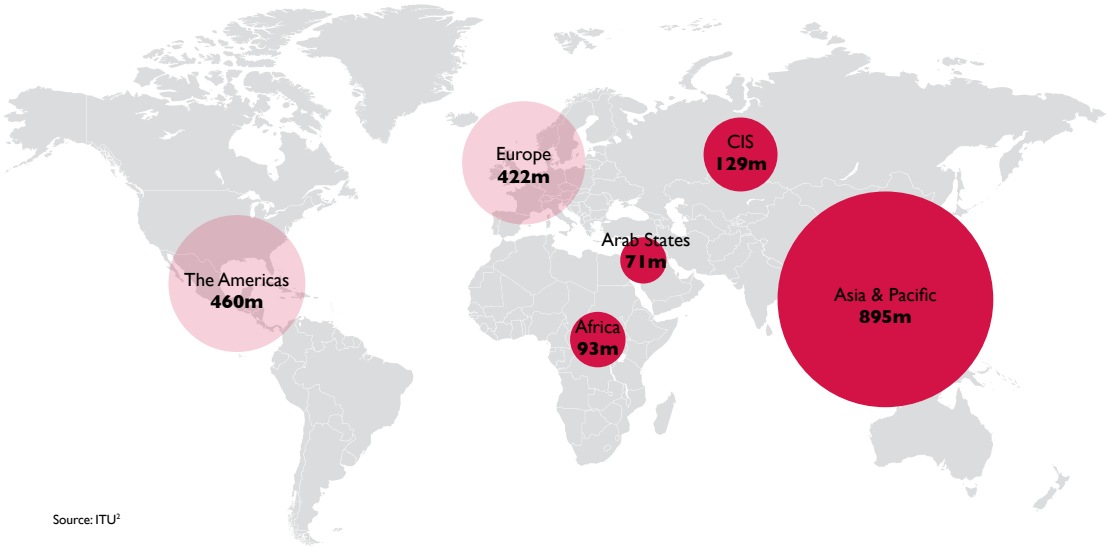 Europe
422m
CIS
129m
Arab States
71m
The Americas
460m
Asia & Pacific
895m
Africa
93m
Source: ITU²